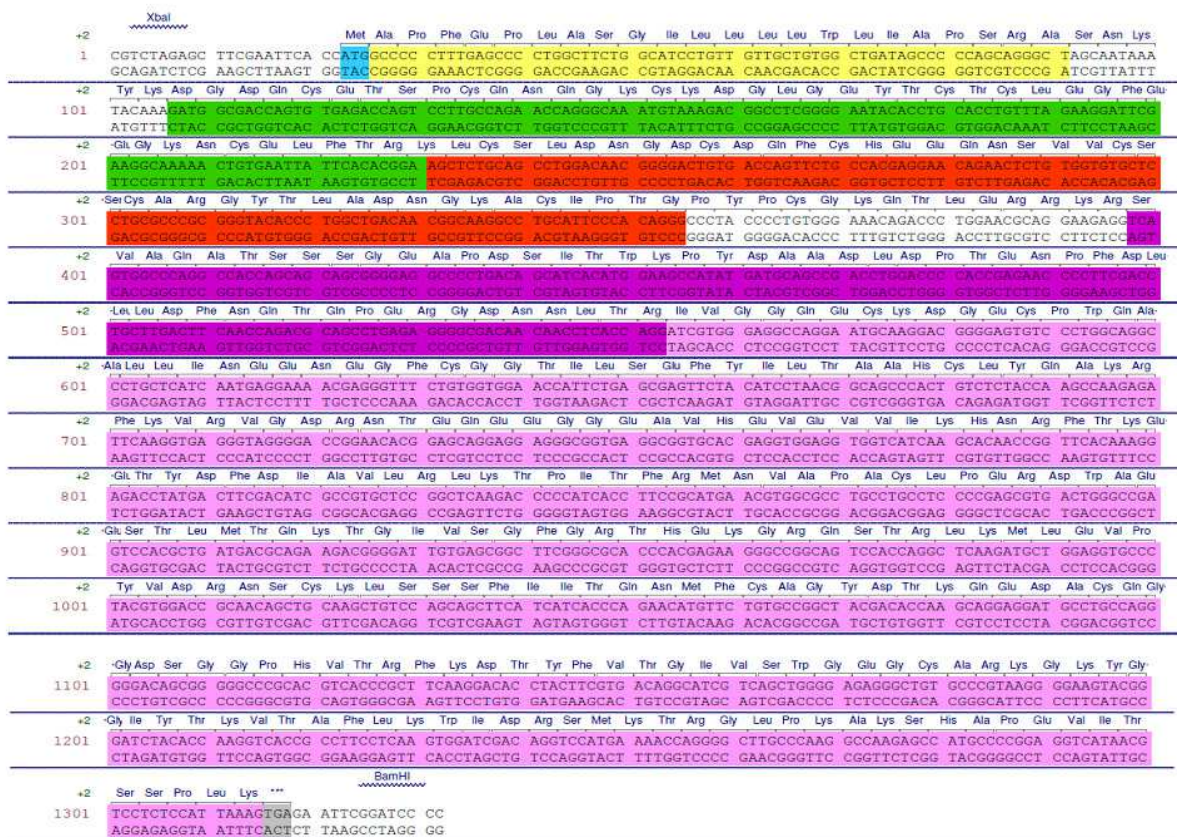 XbaI
+2 Met Ala Pro Phe Glu Pro Leu Ala Ser Gly Ile Leu Leu Leu Leu Trp Leu Ile Ala Pro Ser Arg Ala Ser Asn Lys
1 CGTCTAGAGC TTCGAATTCA CCATGGCCCC CTTTGAGCCC CTGGCTTCTG GCATCCTGTT GTTGCTGTGG CTGATAGCCC CCAGCAGGGC TAGCAATAAA
GCAGATCTCG AAGCTTAAGT GGTACCGGGG GAAACTCGGG GACCGAAGAC CGTAGGACAA CAACGACACC GACTATCGGG GGTCGTCCCG ATCGTTATTT
+2 Tyr Lys Asp Gly Asp Gln Cys Glu Thr Ser Pro Cys Gln Asn Gln Gly Lys Cys Lys Asp Gly Leu Gly Glu Tyr Thr Cys Thr Cys Leu Glu Gly Phe Glu·
101 TACAAAGATG GCGACCAGTG TGAGACCAGT CCTTGCCAGA ACCAGGGCAA ATGTAAAGAC GGCCTCGGGG AATACACCTG CACCTGTTTA GAAGGATTCG
ATGTTTCTAC CGCTGGTCAC ACTCTGGTCA GGAACGGTCT TGGTCCCGTT TACATTTCTG CCGGAGCCCC TTATGTGGAC GTGGACAAAT CTTCCTAAGC
+2 ·Glu Gly Lys Asn Cys Glu Leu Phe Thr Arg Lys Leu Cys Ser Leu Asp Asn Gly Asp Cys Asp Gln Phe Cys His Glu Glu Gln Asn Ser Val Val Cys Ser
201 AAGGCAAAAA CTGTGAATTA TTCACACGGA AGCTCTGCAG CCTGGACAAC GGGGACTGTG ACCAGTTCTG CCACGAGGAA CAGAACTCTG TGGTGTGCTC
TTCCGTTTTT GACACTTAAT AAGTGTGCCT TCGAGACGTC GGACCTGTTG CCCCTGACAC TGGTCAAGAC GGTGCTCCTT GTCTTGAGAC ACCACACGAG
+2 ·Ser Cys Ala Arg Gly Tyr Thr Leu Ala Asp Asn Gly Lys Ala Cys Ile Pro Thr Gly Pro Tyr Pro Cys Gly Lys Gln Thr Leu Glu Arg Arg Lys Arg Ser
301 CTGCGCCCGC GGGTACACCC TGGCTGACAA CGGCAAGGCC TGCATTCCCA CAGGGCCCTA CCCCTGTGGG AAACAGACCC TGGAACGCAG GAAGAGGTCA
GACGCGGGCG CCCATGTGGG ACCGACTGTT GCCGTTCCGG ACGTAAGGGT GTCCCGGGAT GGGGACACCC TTTGTCTGGG ACCTTGCGTC CTTCTCCAGT
+2 Val Ala Gln Ala Thr Ser Ser Ser Gly Glu Ala Pro Asp Ser Ile Thr Trp Lys Pro Tyr Asp Ala Ala Asp Leu Asp Pro Thr Glu Asn Pro Phe Asp Leu·
401 GTGGCCCAGG CCACCAGCAG CAGCGGGGAG GCCCCTGACA GCATCACATG GAAGCCATAT GATGCAGCCG ACCTGGACCC CACCGAGAAC CCCTTCGACC
CACCGGGTCC GGTGGTCGTC GTCGCCCCTC CGGGGACTGT CGTAGTGTAC CTTCGGTATA CTACGTCGGC TGGACCTGGG GTGGCTCTTG GGGAAGCTGG
+2 ·Leu Leu Asp Phe Asn Gln Thr Gln Pro Glu Arg Gly Asp Asn Asn Leu Thr Arg Ile Val Gly Gly Gln Glu Cys Lys Asp Gly Glu Cys Pro Trp Gln Ala·
501 TGCTTGACTT CAACCAGACG CAGCCTGAGA GGGGCGACAA CAACCTCACC AGGATCGTGG GAGGCCAGGA ATGCAAGGAC GGGGAGTGTC CCTGGCAGGC
ACGAACTGAA GTTGGTCTGC GTCGGACTCT CCCCGCTGTT GTTGGAGTGG TCCTAGCACC CTCCGGTCCT TACGTTCCTG CCCCTCACAG GGACCGTCCG
+2 ·Ala Leu Leu Ile Asn Glu Glu Asn Glu Gly Phe Cys Gly Gly Thr Ile Leu Ser Glu Phe Tyr Ile Leu Thr Ala Ala His Cys Leu Tyr Gln Ala Lys Arg
601 CCTGCTCATC AATGAGGAAA ACGAGGGTTT CTGTGGTGGA ACCATTCTGA GCGAGTTCTA CATCCTAACG GCAGCCCACT GTCTCTACCA AGCCAAGAGA
GGACGAGTAG TTACTCCTTT TGCTCCCAAA GACACCACCT TGGTAAGACT CGCTCAAGAT GTAGGATTGC CGTCGGGTGA CAGAGATGGT TCGGTTCTCT
+2 Phe Lys Val Arg Val Gly Asp Arg Asn Thr Glu Gln Glu Glu Gly Gly Glu Ala Val His Glu Val Glu Val Val Ile Lys His Asn Arg Phe Thr Lys Glu·
701 TTCAAGGTGA GGGTAGGGGA CCGGAACACG GAGCAGGAGG AGGGCGGTGA GGCGGTGCAC GAGGTGGAGG TGGTCATCAA GCACAACCGG TTCACAAAGG
AAGTTCCACT CCCATCCCCT GGCCTTGTGC CTCGTCCTCC TCCCGCCACT CCGCCACGTG CTCCACCTCC ACCAGTAGTT CGTGTTGGCC AAGTGTTTCC
+2 ·Glu Thr Tyr Asp Phe Asp Ile Ala Val Leu Arg Leu Lys Thr Pro Ile Thr Phe Arg Met Asn Val Ala Pro Ala Cys Leu Pro Glu Arg Asp Trp Ala Glu·
801 AGACCTATGA CTTCGACATC GCCGTGCTCC GGCTCAAGAC CCCCATCACC TTCCGCATGA ACGTGGCGCC TGCCTGCCTC CCCGAGCGTG ACTGGGCCGA
TCTGGATACT GAAGCTGTAG CGGCACGAGG CCGAGTTCTG GGGGTAGTGG AAGGCGTACT TGCACCGCGG ACGGACGGAG GGGCTCGCAC TGACCCGGCT
+2 ·Glu Ser Thr Leu Met Thr Gln Lys Thr Gly Ile Val Ser Gly Phe Gly Arg Thr His Glu Lys Gly Arg Gln Ser Thr Arg Leu Lys Met Leu Glu Val Pro
901 GTCCACGCTG ATGACGCAGA AGACGGGGAT TGTGAGCGGC TTCGGGCGCA CCCACGAGAA GGGCCGGCAG TCCACCAGGC TCAAGATGCT GGAGGTGCCC
CAGGTGCGAC TACTGCGTCT TCTGCCCCTA ACACTCGCCG AAGCCCGCGT GGGTGCTCTT CCCGGCCGTC AGGTGGTCCG AGTTCTACGA CCTCCACGGG
+2 Tyr Val Asp Arg Asn Ser Cys Lys Leu Ser Ser Ser Phe Ile Ile Thr Gln Asn Met Phe Cys Ala Gly Tyr Asp Thr Lys Gln Glu Asp Ala Cys Gln Gly·
1001 TACGTGGACC GCAACAGCTG CAAGCTGTCC AGCAGCTTCA TCATCACCCA GAACATGTTC TGTGCCGGCT ACGACACCAA GCAGGAGGAT GCCTGCCAGG
ATGCACCTGG CGTTGTCGAC GTTCGACAGG TCGTCGAAGT AGTAGTGGGT CTTGTACAAG ACACGGCCGA TGCTGTGGTT CGTCCTCCTA CGGACGGTCC
+2 ·Gly Asp Ser Gly Gly Pro His Val Thr Arg Phe Lys Asp Thr Tyr Phe Val Thr Gly Ile Val Ser Trp Gly Glu Gly Cys Ala Arg Lys Gly Lys Tyr Gly·
1101 GGGACAGCGG GGGCCCGCAC GTCACCCGCT TCAAGGACAC CTACTTCGTG ACAGGCATCG TCAGCTGGGG AGAGGGCTGT GCCCGTAAGG GGAAGTACGG
CCCTGTCGCC CCCGGGCGTG CAGTGGGCGA AGTTCCTGTG GATGAAGCAC TGTCCGTAGC AGTCGACCCC TCTCCCGACA CGGGCATTCC CCTTCATGCC
+2 ·Gly Ile Tyr Thr Lys Val Thr Ala Phe Leu Lys Trp Ile Asp Arg Ser Met Lys Thr Arg Gly Leu Pro Lys Ala Lys Ser His Ala Pro Glu Val Ile Thr
1201 GATCTACACC AAGGTCACCG CCTTCCTCAA GTGGATCGAC AGGTCCATGA AAACCAGGGG CTTGCCCAAG GCCAAGAGCC ATGCCCCGGA GGTCATAACG
CTAGATGTGG TTCCAGTGGC GGAAGGAGTT CACCTAGCTG TCCAGGTACT TTTGGTCCCC GAACGGGTTC CGGTTCTCGG TACGGGGCCT CCAGTATTGC
BamHI
+2 Ser Ser Pro Leu Lys ***
1301 TCCTCTCCAT TAAAGTGAGA ATTCGGATCC CC
AGGAGAGGTA ATTTCACTCT TAAGCCTAGG GG